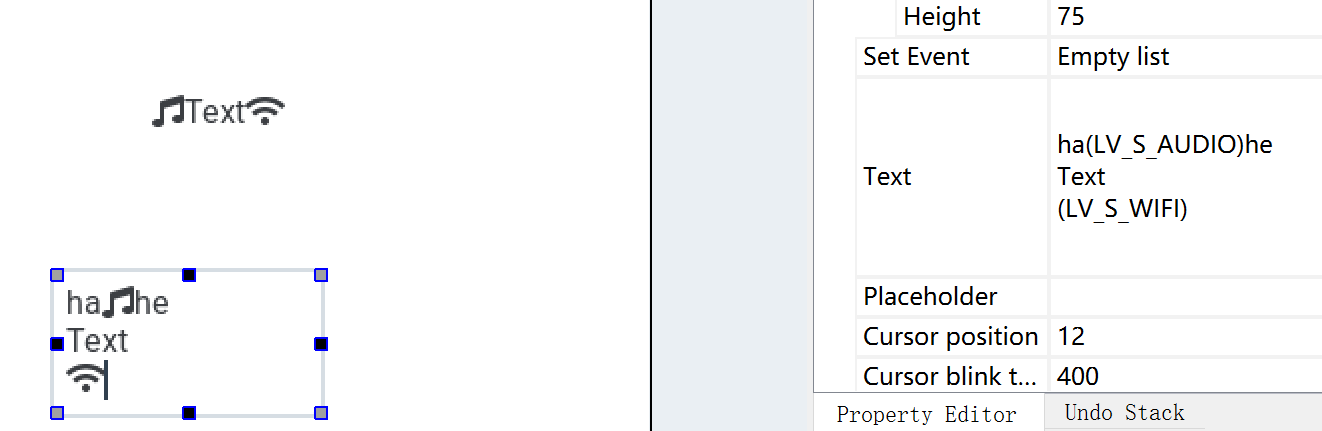 Text
ha he
Text
Height 75
Set Event Empty list
Text ha(LV_S_AUDIO)he
Text
(LV_S_WIFI)
Placeholder
Cursor position 12
Cursor blink t... 400
Property Editor Undo Stack